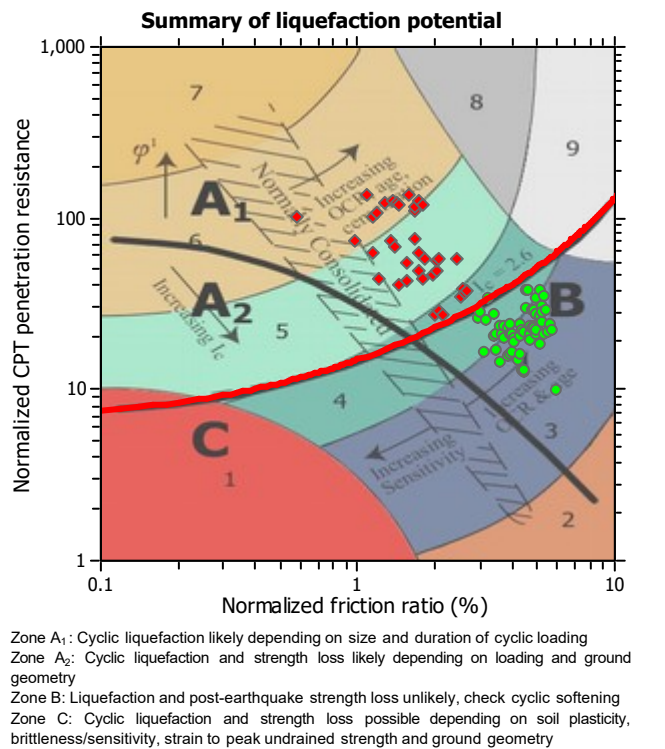 Summary of liquefaction potential
1,000
7
8
9
φ'
Increasing
OCR, age,
cementation
Normally Consolidated
A1
100
6
Ic = 2.6
A2
B
Increasing Ic
5
10
4
Increasing
OCR & age
3
C
Increasing
Sensitivity
1
2
1
0.1
1
10
Normalized CPT penetration resistance
Normalized friction ratio (%)
Zone A1: Cyclic liquefaction likely depending on size and duration of cyclic loading
Zone A2: Cyclic liquefaction and strength loss likely depending on loading and ground
geometry
Zone B: Liquefaction and post-earthquake strength loss unlikely, check cyclic softening
Zone C: Cyclic liquefaction and strength loss possible depending on soil plasticity,
brittleness/sensitivity, strain to peak undrained strength and ground geometry